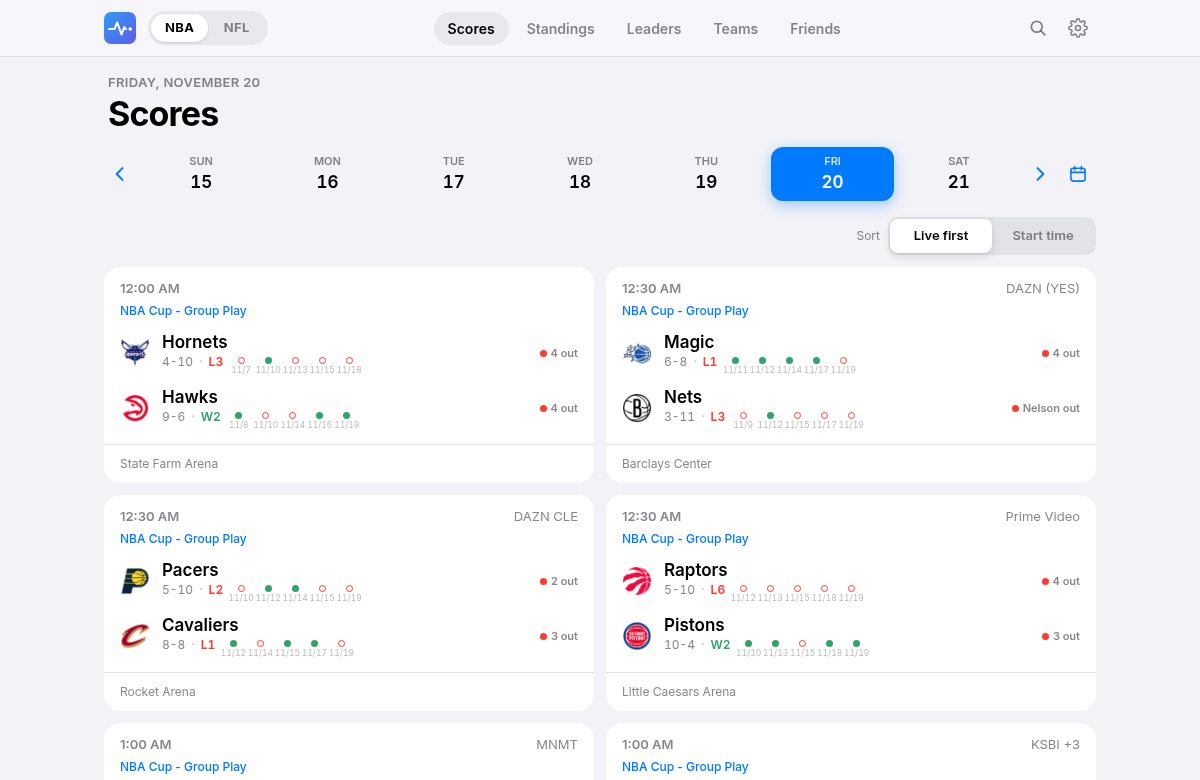 NBA NFL Scores Standings Leaders Teams Friends
FRIDAY, NOVEMBER 20
Scores
SUN MON TUE WED THU FRI SAT
15 16 17 18 19 20 21
Sort Live first Start time
12:00 AM
NBA Cup - Group Play
Hornets
4-10 · L3 11/7 11/10 11/13 11/15 11/18
4 out
Hawks
9-6 · W2 11/8 11/10 11/14 11/16 11/19
4 out
State Farm Arena
12:30 AM DAZN (YES)
NBA Cup - Group Play
Magic
6-8 · L1 11/11 11/12 11/14 11/17 11/19
4 out
Nets
3-11 · L3 11/9 11/12 11/15 11/17 11/19
Nelson out
Barclays Center
12:30 AM DAZN CLE
NBA Cup - Group Play
Pacers
5-10 · L2 11/10 11/12 11/14 11/15 11/19
2 out
Cavaliers
8-8 · L1 11/12 11/14 11/15 11/17 11/19
3 out
Rocket Arena
12:30 AM Prime Video
NBA Cup - Group Play
Raptors
5-10 · L6 11/12 11/13 11/15 11/18 11/19
4 out
Pistons
10-4 · W2 11/10 11/13 11/15 11/18 11/19
3 out
Little Caesars Arena
1:00 AM MNMT
NBA Cup - Group Play
1:00 AM KSBI +3
NBA Cup - Group Play